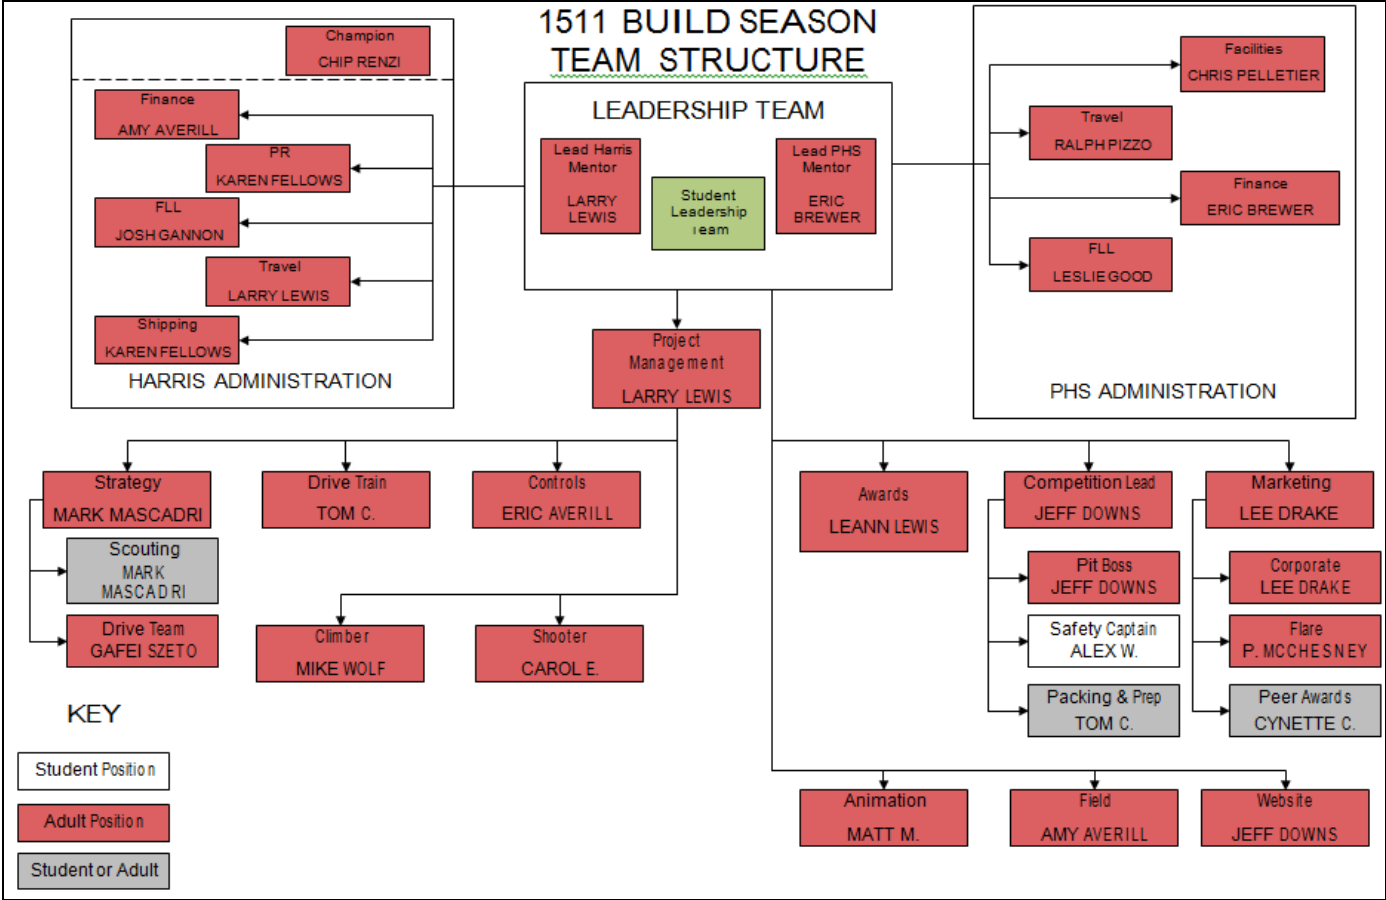 1511 BUILD SEASON
TEAM STRUCTURE
Champion
CHIP RENZI
Finance
AMY AVERILL
PR
KAREN FELLOWS
FLL
JOSH GANNON
Travel
LARRY LEWIS
Shipping
KAREN FELLOWS
HARRIS ADMINISTRATION
LEADERSHIP TEAM
Lead Harris
Mentor
LARRY
LEWIS
Student
Leadership
Team
Lead PHS
Mentor
ERIC
BREWER
Facilities
CHRIS PELLETIER
Travel
RALPH PIZZO
Finance
ERIC BREWER
FLL
LESLIE GOOD
PHS ADMINISTRATION
Project
Management
LARRY LEWIS
Strategy
MARK MASCADRI
Scouting
MARK
MASCADRI
Drive Team
GAFEI SZETO
Drive Train
TOM C.
Controls
ERIC AVERILL
Climber
MIKE WOLF
Shooter
CAROL E.
Awards
LEANN LEWIS
Competition Lead
JEFF DOWNS
Pit Boss
JEFF DOWNS
Safety Captain
ALEX W.
Packing & Prep
TOM C.
Marketing
LEE DRAKE
Corporate
LEE DRAKE
Flare
P. MCCHESNEY
Peer Awards
CYNETTE C.
Animation
MATT M.
Field
AMY AVERILL
Website
JEFF DOWNS
KEY
Student Position
Adult Position
Student or Adult